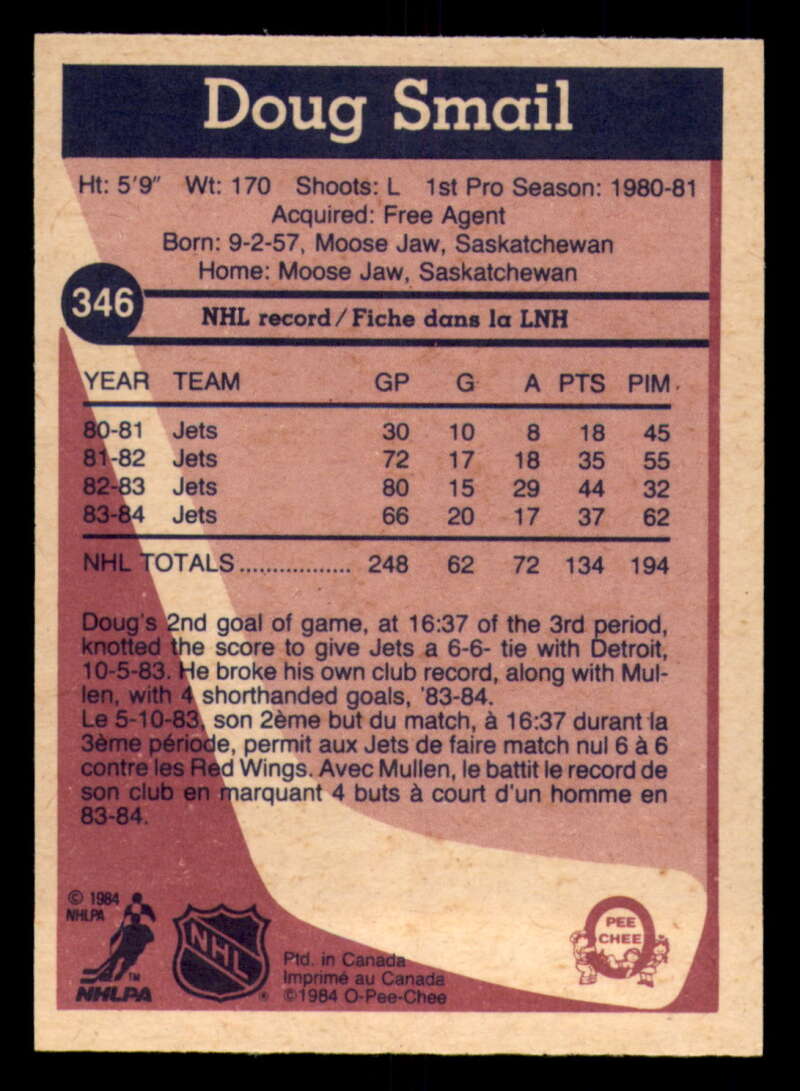 Doug Smail
Ht: 5'9" Wt: 170 Shoots: L 1st Pro Season: 1980-81
Acquired: Free Agent
Born: 9-2-57, Moose Jaw, Saskatchewan
Home: Moose Jaw, Saskatchewan
346
NHL record/Fiche dans la LNH
YEAR TEAM GP G A PTS PIM
80-81 Jets 30 10 8 18 45
81-82 Jets 72 17 18 35 55
82-83 Jets 80 15 29 44 32
83-84 Jets 66 20 17 37 62
NHL TOTALS................. 248 62 72 134 194
Doug's 2nd goal of game, at 16:37 of the 3rd period,
knotted the score to give Jets a 6-6- tie with Detroit,
10-5-83. He broke his own club record, along with Mul-
len, with 4 shorthanded goals, '83-84.
Le 5-10-83, son 2ème but du match, à 16:37 durant la
3ème période, permit aux Jets de faire match nul 6 à 6
contre les Red Wings. Avec Mullen, le battit le record de
son club en marquant 4 buts à court d'un homme en
83-84.
© 1984
NHLPA
TM
NHLPA
NHL
®
Ptd. in Canada
Imprimé au Canada
©1984 O-Pee-Chee
PEE
CHEE